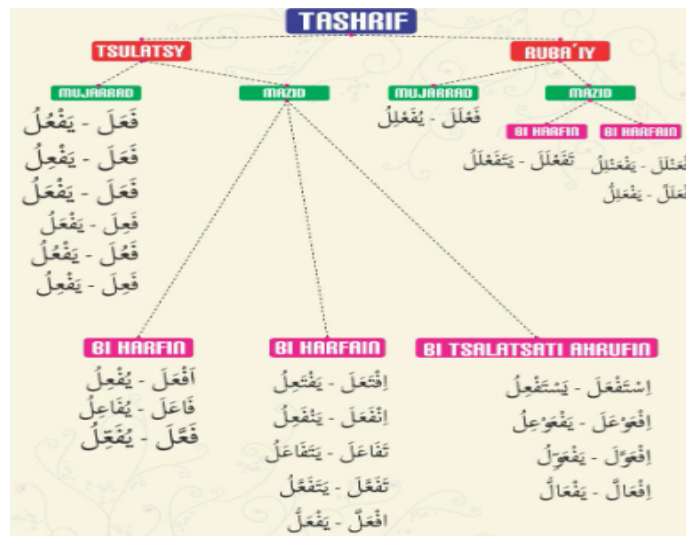 TASHRIF
TSULATSY
RUBA´IY
MUJARRAD
MAZID
MUJARRAD
MAZID
فَعَلَ - يَفْعُلُ
فَعَلَ - يَفْعِلُ
فَعَلَ - يَفْعَلُ
فَعِلَ - يَفْعَلُ
فَعُلَ - يَفْعُلُ
فَعِلَ - يَفْعِلُ
فَعْلَلَ - يُفَعْلِلُ
BI HARFIN
BI HARFAIN
تَفَعْلَلَ - يَتَفَعْلَلُ
فْعَنْلَلَ - يَفْعَنْلِلُ
فْعَلَلَّ - يَفْعَلِلُّ
BI HARFIN
BI HARFAIN
BI TSALATSATI AHRUFIN
اَفْعَلَ - يُفْعِلُ
فَاعَلَ - يُفَاعِلُ
فَعَّلَ - يُفَعِّلُ
اِفْتَعَلَ - يَفْتَعِلُ
اِنْفَعَلَ - يَنْفَعِلُ
تَفَاعَلَ - يَتَفَاعَلُ
تَفَعَّلَ - يَتَفَعَّلُ
افْعَلَّ - يَفْعَلُّ
اِسْتَفْعَلَ - يَسْتَفْعِلُ
اِفْعَوْعَلَ - يَفْعَوْعِلُ
اِفْعَوَّلَ - يَفْعَوِّلُ
اِفْعَالَّ - يَفْعَالُّ